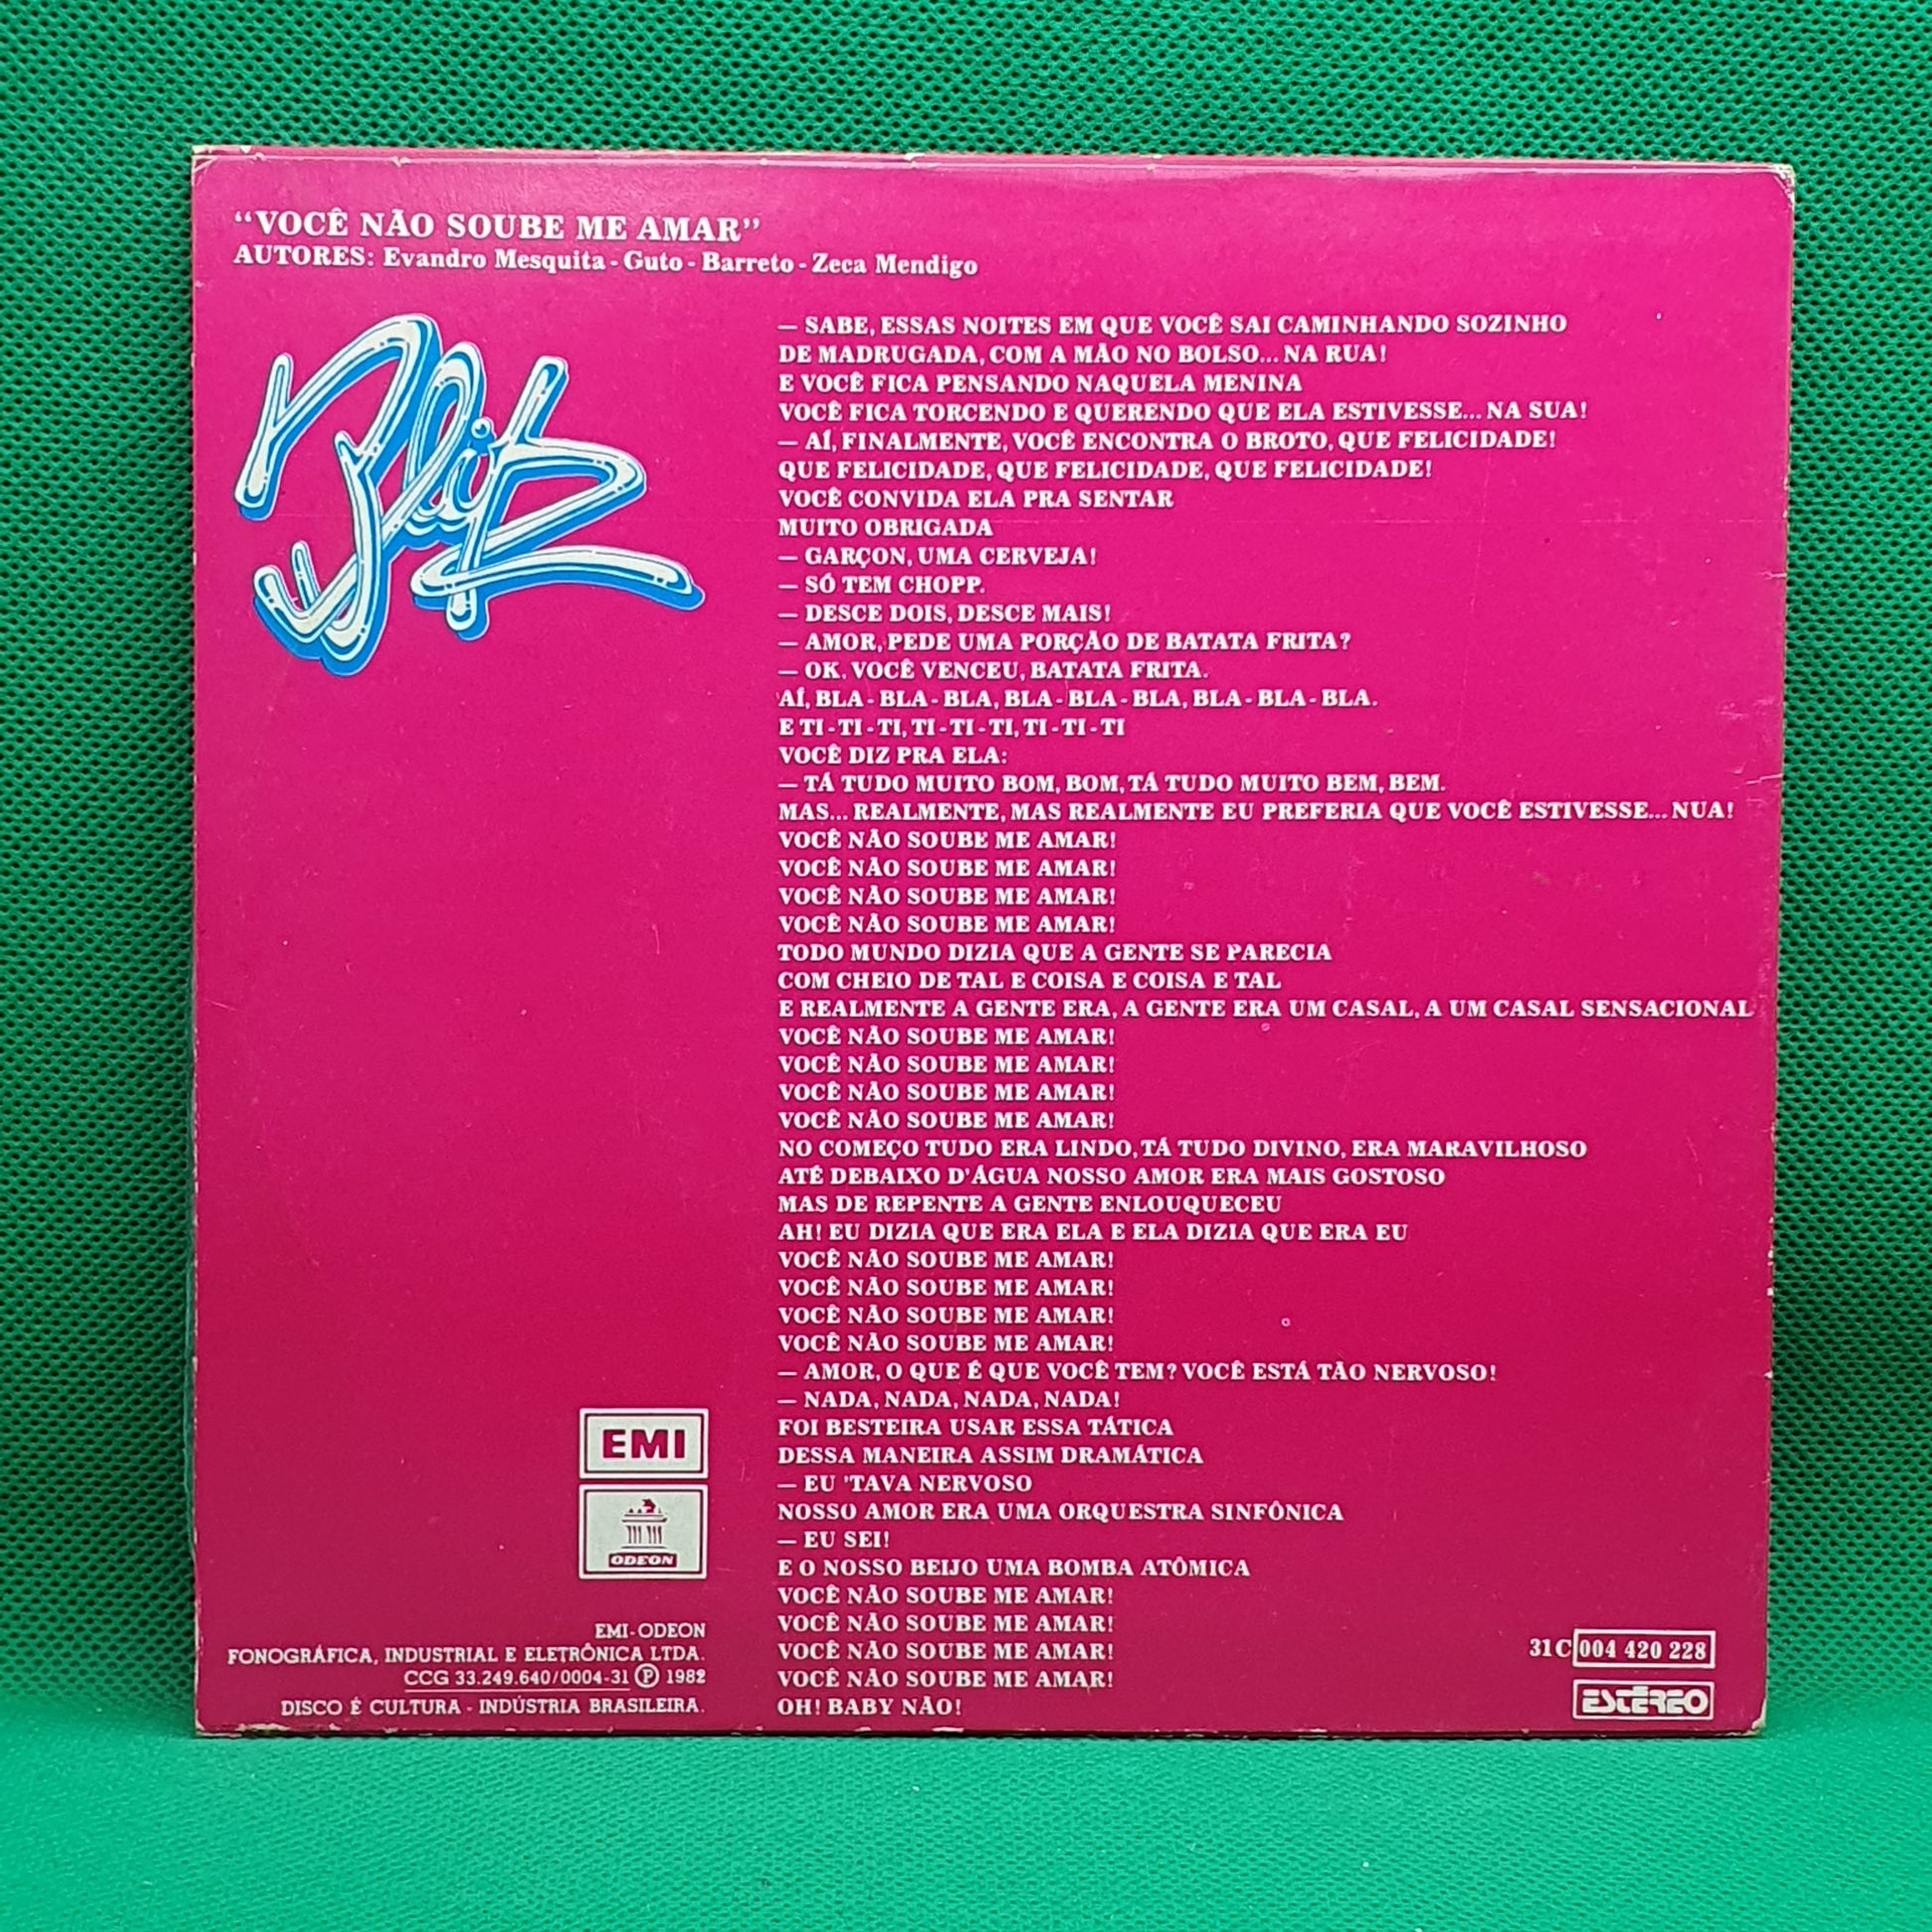 “VOCÊ NÃO SOUBE ME AMAR”
AUTORES: Evandro Mesquita - Guto - Barreto - Zeca Mendigo
Blitz
— SABE, ESSAS NOITES EM QUE VOCÊ SAI CAMINHANDO SOZINHO
DE MADRUGADA, COM A MÃO NO BOLSO... NA RUA!
E VOCÊ FICA PENSANDO NAQUELA MENINA
VOCÊ FICA TORCENDO E QUERENDO QUE ELA ESTIVESSE... NA SUA!
— AÍ, FINALMENTE, VOCÊ ENCONTRA O BROTO, QUE FELICIDADE!
QUE FELICIDADE, QUE FELICIDADE, QUE FELICIDADE!
VOCÊ CONVIDA ELA PRA SENTAR
MUITO OBRIGADA
— GARÇON, UMA CERVEJA!
— SÓ TEM CHOPP.
— DESCE DOIS, DESCE MAIS!
— AMOR, PEDE UMA PORÇÃO DE BATATA FRITA?
— OK. VOCÊ VENCEU, BATATA FRITA.
AÍ, BLA - BLA - BLA, BLA - BLA - BLA, BLA - BLA - BLA.
E TI - TI - TI, TI - TI - TI, TI - TI - TI
VOCÊ DIZ PRA ELA:
— TÁ TUDO MUITO BOM, BOM, TÁ TUDO MUITO BEM, BEM.
MAS... REALMENTE, MAS REALMENTE EU PREFERIA QUE VOCÊ ESTIVESSE... NUA!
VOCÊ NÃO SOUBE ME AMAR!
VOCÊ NÃO SOUBE ME AMAR!
VOCÊ NÃO SOUBE ME AMAR!
VOCÊ NÃO SOUBE ME AMAR!
TODO MUNDO DIZIA QUE A GENTE SE PARECIA
COM CHEIO DE TAL E COISA E COISA E TAL
E REALMENTE A GENTE ERA, A GENTE ERA UM CASAL, A UM CASAL SENSACIONAL
VOCÊ NÃO SOUBE ME AMAR!
VOCÊ NÃO SOUBE ME AMAR!
VOCÊ NÃO SOUBE ME AMAR!
VOCÊ NÃO SOUBE ME AMAR!
NO COMEÇO TUDO ERA LINDO, TÁ TUDO DIVINO, ERA MARAVILHOSO
ATÉ DEBAIXO D'ÁGUA NOSSO AMOR ERA MAIS GOSTOSO
MAS DE REPENTE A GENTE ENLOUQUECEU
AH! EU DIZIA QUE ERA ELA E ELA DIZIA QUE ERA EU
VOCÊ NÃO SOUBE ME AMAR!
VOCÊ NÃO SOUBE ME AMAR!
VOCÊ NÃO SOUBE ME AMAR!
VOCÊ NÃO SOUBE ME AMAR!
— AMOR, O QUE É QUE VOCÊ TEM? VOCÊ ESTÁ TÃO NERVOSO!
— NADA, NADA, NADA, NADA!
FOI BESTEIRA USAR ESSA TÁTICA
DESSA MANEIRA ASSIM DRAMÁTICA
— EU 'TAVA NERVOSO
NOSSO AMOR ERA UMA ORQUESTRA SINFÔNICA
— EU SEI!
E O NOSSO BEIJO UMA BOMBA ATÔMICA
VOCÊ NÃO SOUBE ME AMAR!
VOCÊ NÃO SOUBE ME AMAR!
VOCÊ NÃO SOUBE ME AMAR!
VOCÊ NÃO SOUBE ME AMAR!
OH! BABY NÃO!
EMI
ODEON
EMI-ODEON
FONOGRÁFICA, INDUSTRIAL E ELETRÔNICA LTDA.
CCG 33.249.640/0004-31 Ⓟ 1982
DISCO É CULTURA - INDÚSTRIA BRASILEIRA.
31C 004 420 228
ESTÉREO